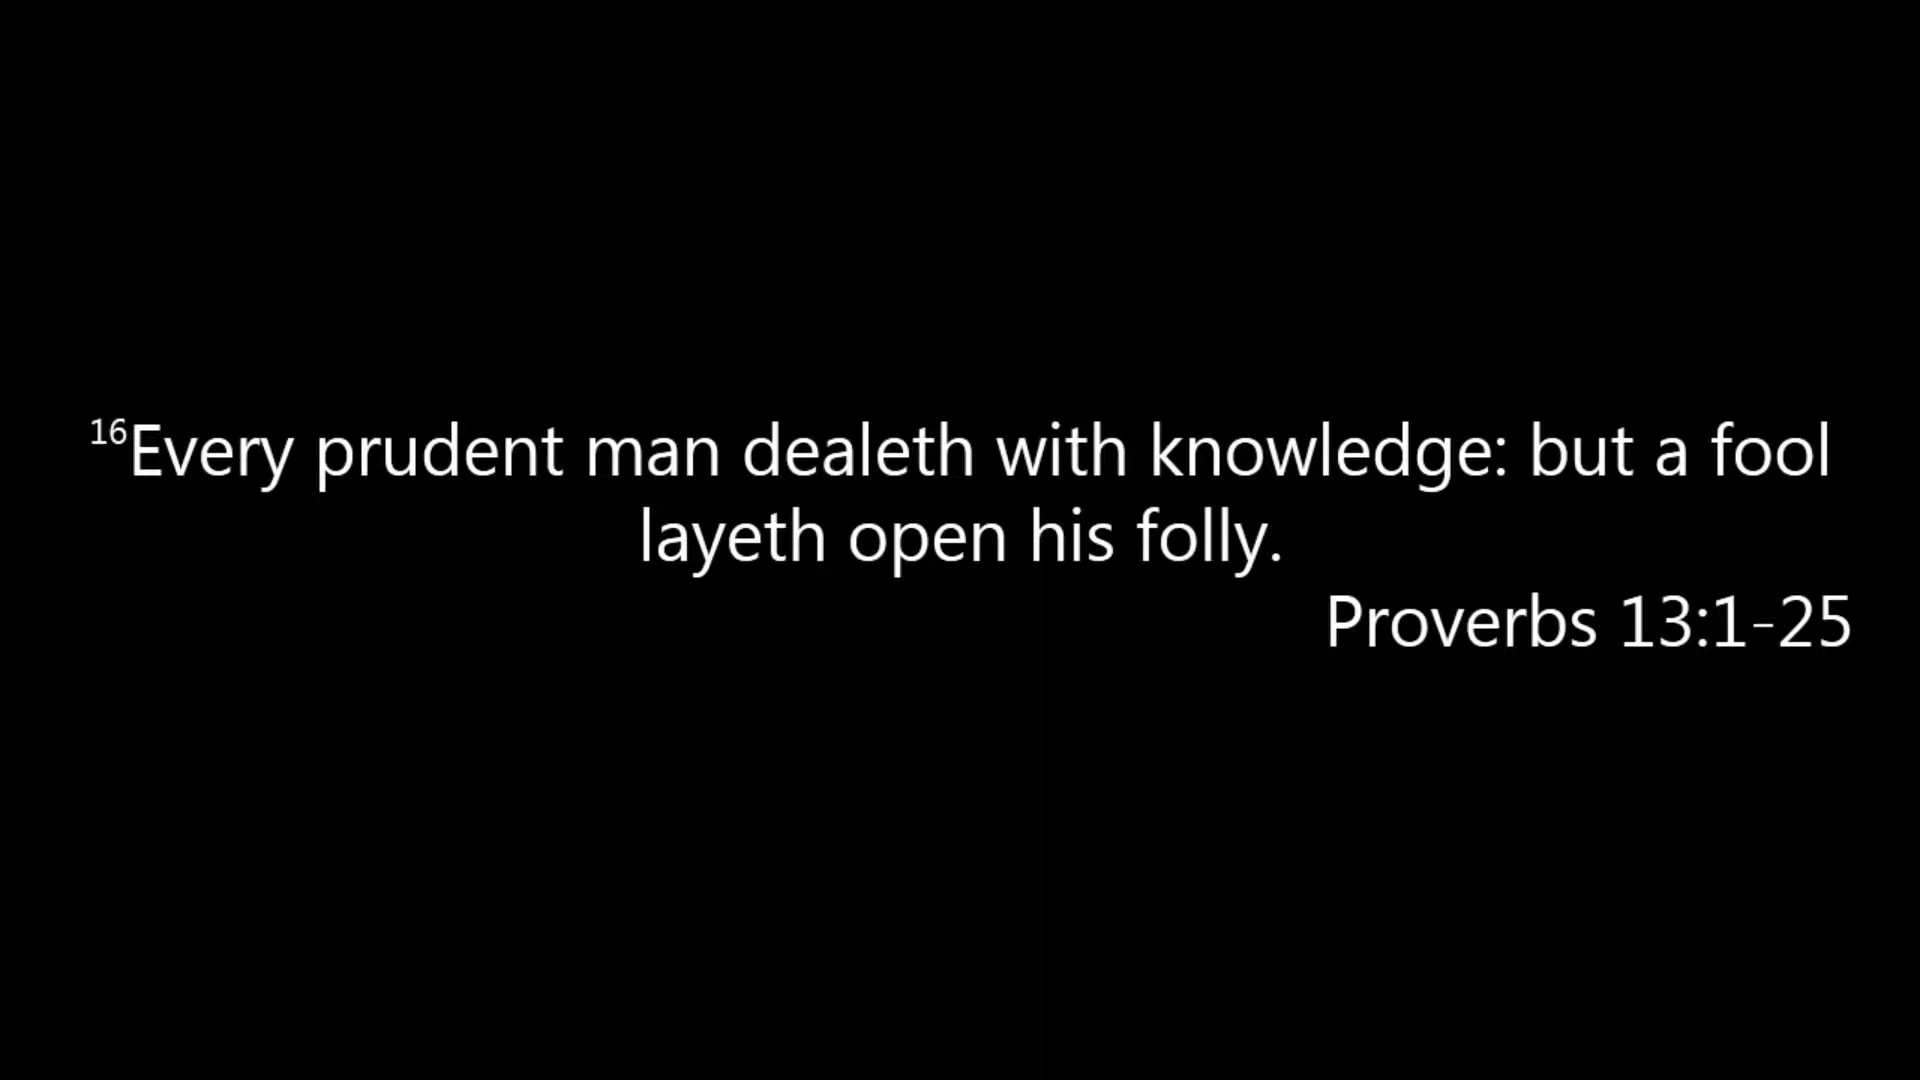 16Every prudent man dealeth with knowledge: but a fool
layeth open his folly.
Proverbs 13:1-25